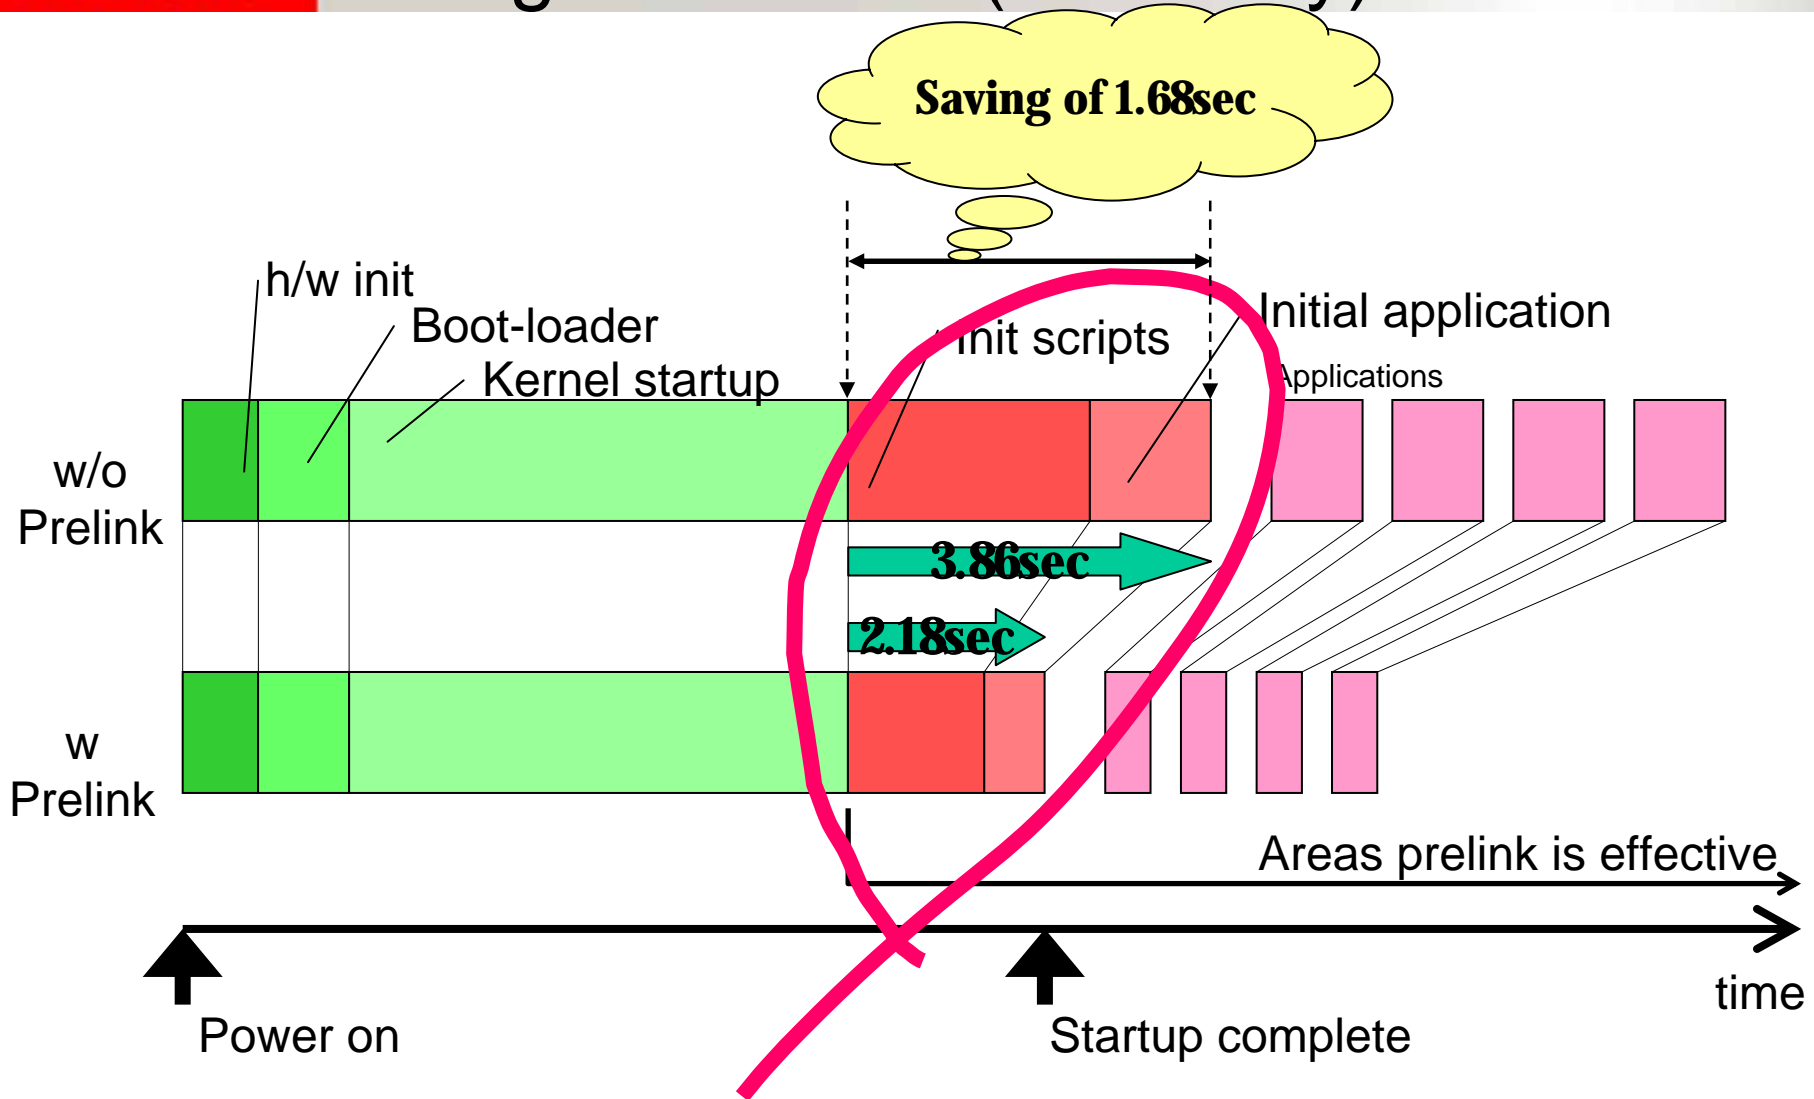 Saving of 1.68sec
h/w init
Boot-loader
Kernel startup
Init scripts
Initial application
Applications
w/o
Prelink
3.86sec
2.18sec
w
Prelink
Areas prelink is effective
time
Power on
Startup complete